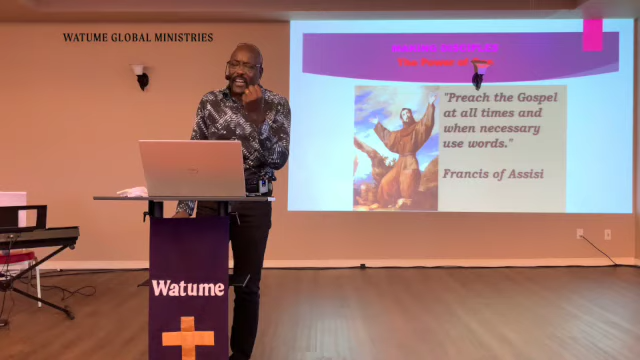 WATUME GLOBAL MINISTRIES
"Preach the Gospel
at all times and
when necessary
use words."
Francis of Assisi
Watume